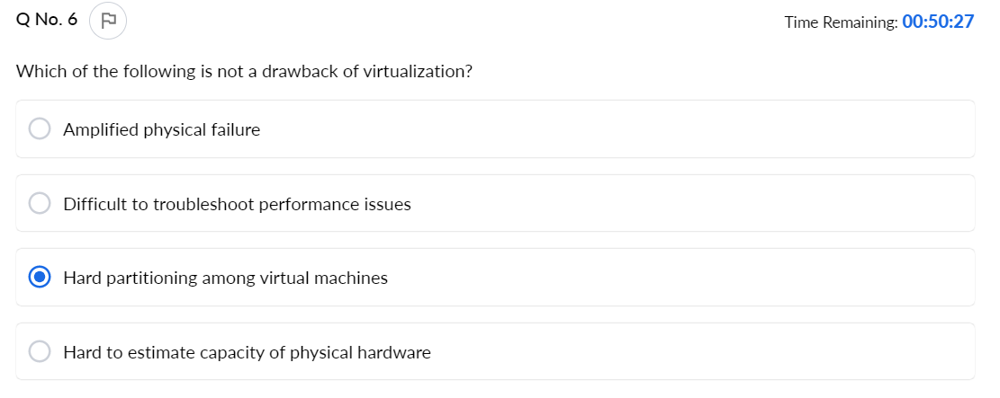 Q No. 6
Time Remaining: 00:50:27
Which of the following is not a drawback of virtualization?
Amplified physical failure
Difficult to troubleshoot performance issues
Hard partitioning among virtual machines
Hard to estimate capacity of physical hardware